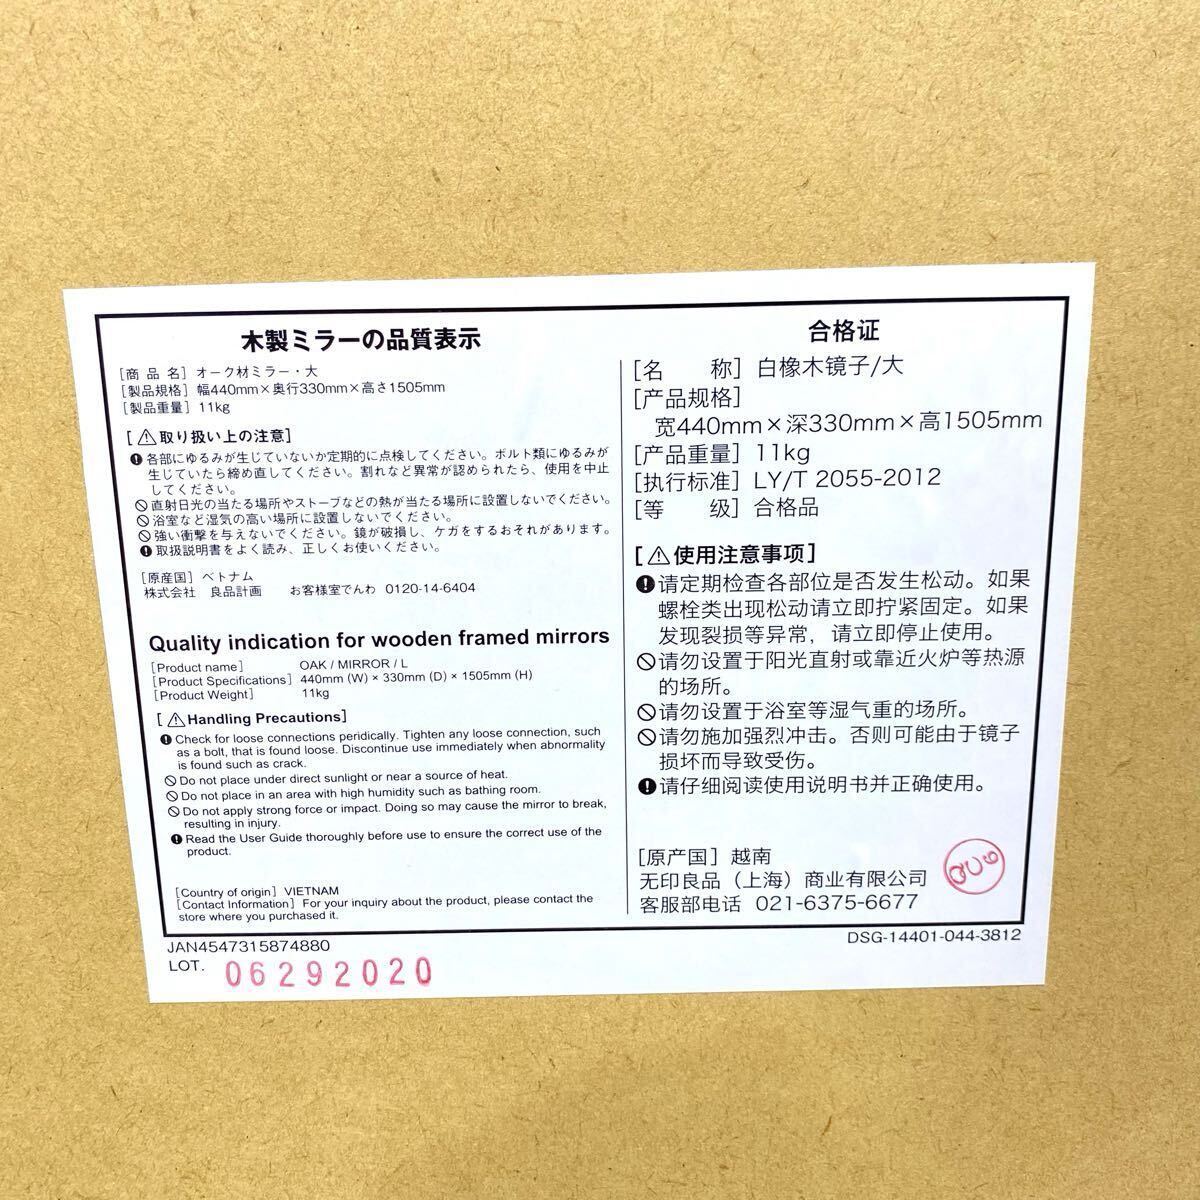 木製ミラーの品質表示
[商 品 名] オーク材ミラー・大
[製品規格] 幅440mm×奥行330mm×高さ1505mm
[製品重量] 11kg
[⚠取り扱い上の注意]
各部にゆるみが生じていないか定期的に点検してください。ボルト類にゆるみが
生じていたら締め直してください。割れなど異常が認められたら、使用を中止
してください。
直射日光の当たる場所やストーブなどの熱が当たる場所に設置しないでください。
浴室など湿気の高い場所に設置しないでください。
強い衝撃を与えないでください。鏡が破損し、ケガをするおそれがあります。
取扱説明書をよく読み、正しくお使いください。
[原産国] ベトナム
株式会社 良品計画 お客様室でんわ 0120-14-6404
Quality indication for wooden framed mirrors
[Product name] OAK / MIRROR / L
[Product Specifications] 440mm (W) × 330mm (D) × 1505mm (H)
[Product Weight] 11kg
[⚠Handling Precautions]
Check for loose connections peridically. Tighten any loose connection, such
as a bolt, that is found loose. Discontinue use immediately when abnormality
is found such as crack.
Do not place under direct sunlight or near a source of heat.
Do not place in an area with high humidity such as bathing room.
Do not apply strong force or impact. Doing so may cause the mirror to break,
resulting in injury.
Read the User Guide thoroughly before use to ensure the correct use of the
product.
[Country of origin] VIETNAM
[Contact Information] For your inquiry about the product, please contact the
store where you purchased it.
合格证
[名 称] 白橡木镜子/大
[产品规格]
宽440mm×深330mm×高1505mm
[产品重量] 11kg
[执行标准] LY/T 2055-2012
[等 级] 合格品
[⚠使用注意事项]
请定期检查各部位是否发生松动。如果
螺栓类出现松动请立即拧紧固定。如果
发现裂损等异常，请立即停止使用。
请勿设置于阳光直射或靠近火炉等热源
的场所。
请勿设置于浴室等湿气重的场所。
请勿施加强烈冲击。否则可能由于镜子
损坏而导致受伤。
请仔细阅读使用说明书并正确使用。
[原产国] 越南
无印良品（上海）商业有限公司
客服部电话 021-6375-6677
JAN4547315874880
DSG-14401-044-3812
LOT. 06292020